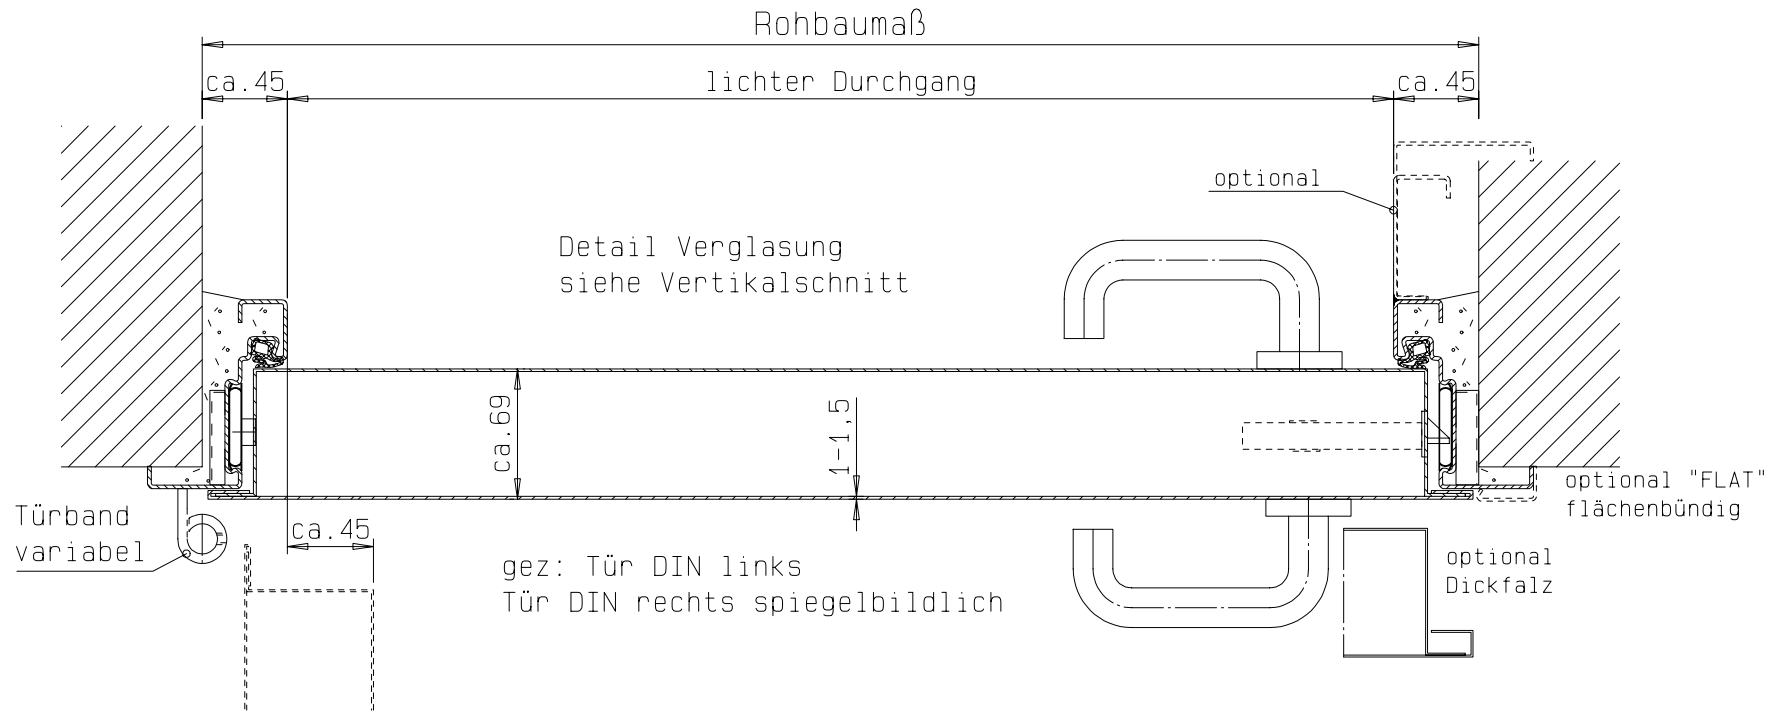 Rohbaumaß
ca.45
lichter Durchgang
ca.45
optional
Detail Verglasung
siehe Vertikalschnitt
ca.69
1-1,5
optional "FLAT"
flächenbündig
Türband
variabel
ca.45
gez: Tür DIN links
Tür DIN rechts spiegelbildlich
optional
Dickfalz